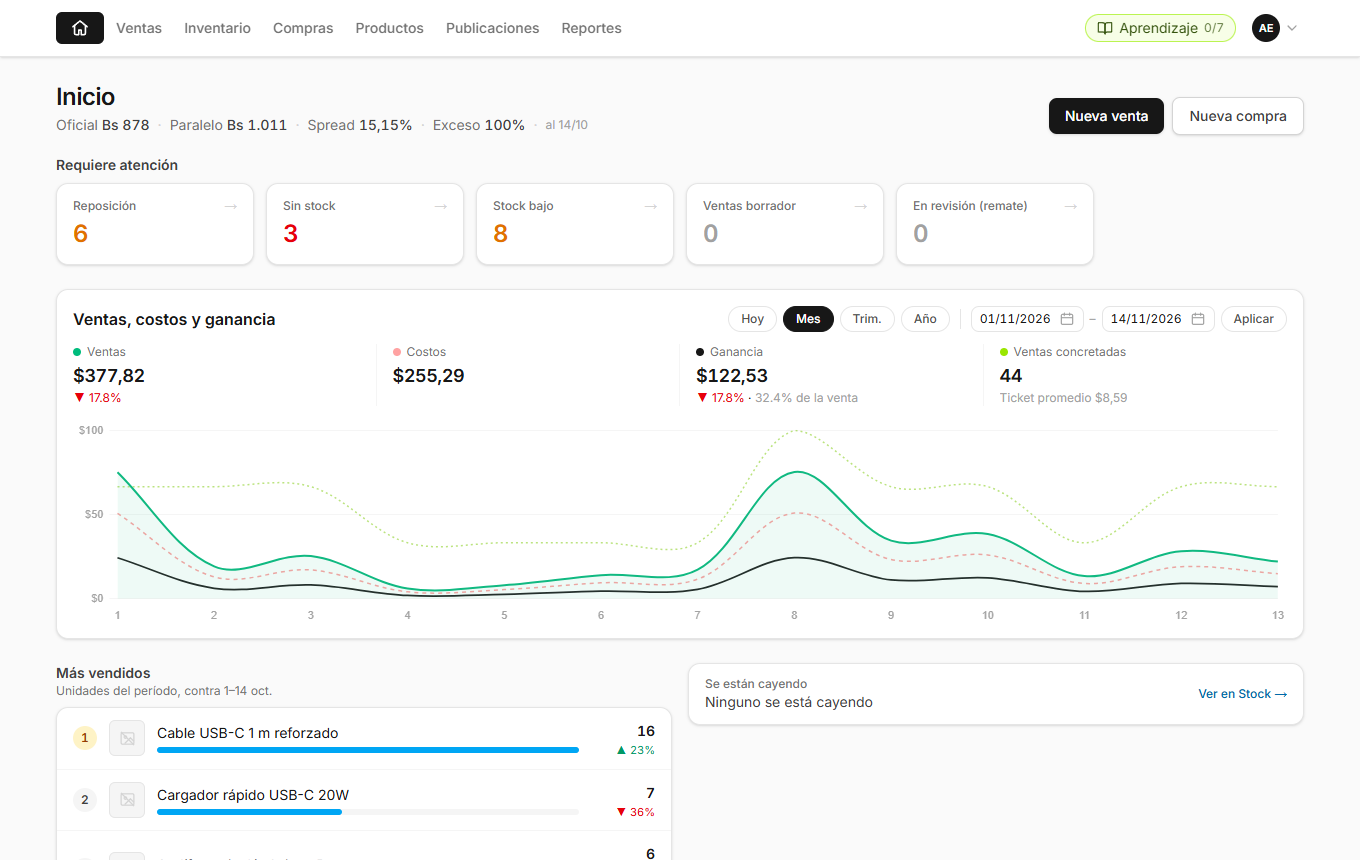 Ventas Inventario Compras Productos Publicaciones Reportes Aprendizaje 0/7 AE
Inicio
Oficial Bs 878 · Paralelo Bs 1.011 · Spread 15,15% · Exceso 100% · al 14/10
Nueva venta Nueva compra
Requiere atención
Reposición → Sin stock → Stock bajo → Ventas borrador → En revisión (remate) →
6 3 8 0 0
Ventas, costos y ganancia Hoy Mes Trim. Año 01/11/2026 – 14/11/2026 Aplicar
Ventas Costos Ganancia Ventas concretadas
$377,82 $255,29 $122,53 44
▼ 17.8% ▼ 17.8% · 32.4% de la venta Ticket promedio $8,59
$100
$50
$0
1 2 3 4 5 6 7 8 9 10 11 12 13
Más vendidos
Unidades del período, contra 1–14 oct.
Se están cayendo
Ninguno se está cayendo
Ver en Stock →
1 Cable USB-C 1 m reforzado 16
▲ 23%
2 Cargador rápido USB-C 20W 7
▼ 36%
6